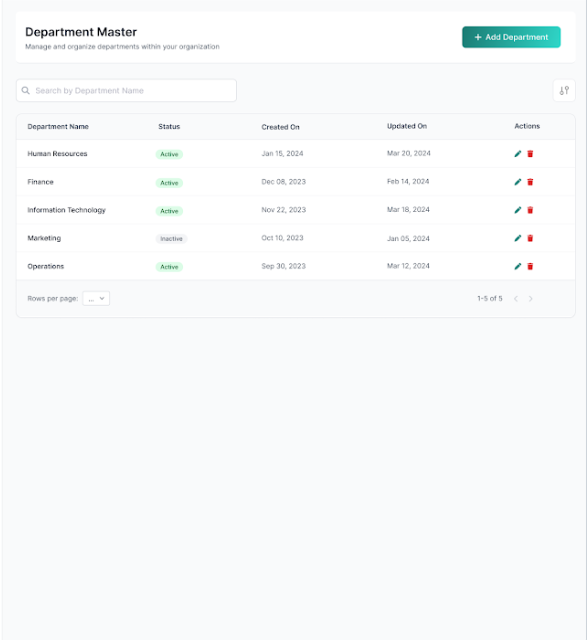 Department Master
Manage and organize departments within your organization
+ Add Department
Search by Department Name
Department Name Status Created On Updated On Actions
Human Resources Active Jan 15, 2024 Mar 20, 2024
Finance Active Dec 08, 2023 Feb 14, 2024
Information Technology Active Nov 22, 2023 Mar 18, 2024
Marketing Inactive Oct 10, 2023 Jan 05, 2024
Operations Active Sep 30, 2023 Mar 12, 2024
Rows per page: ... 1-5 of 5